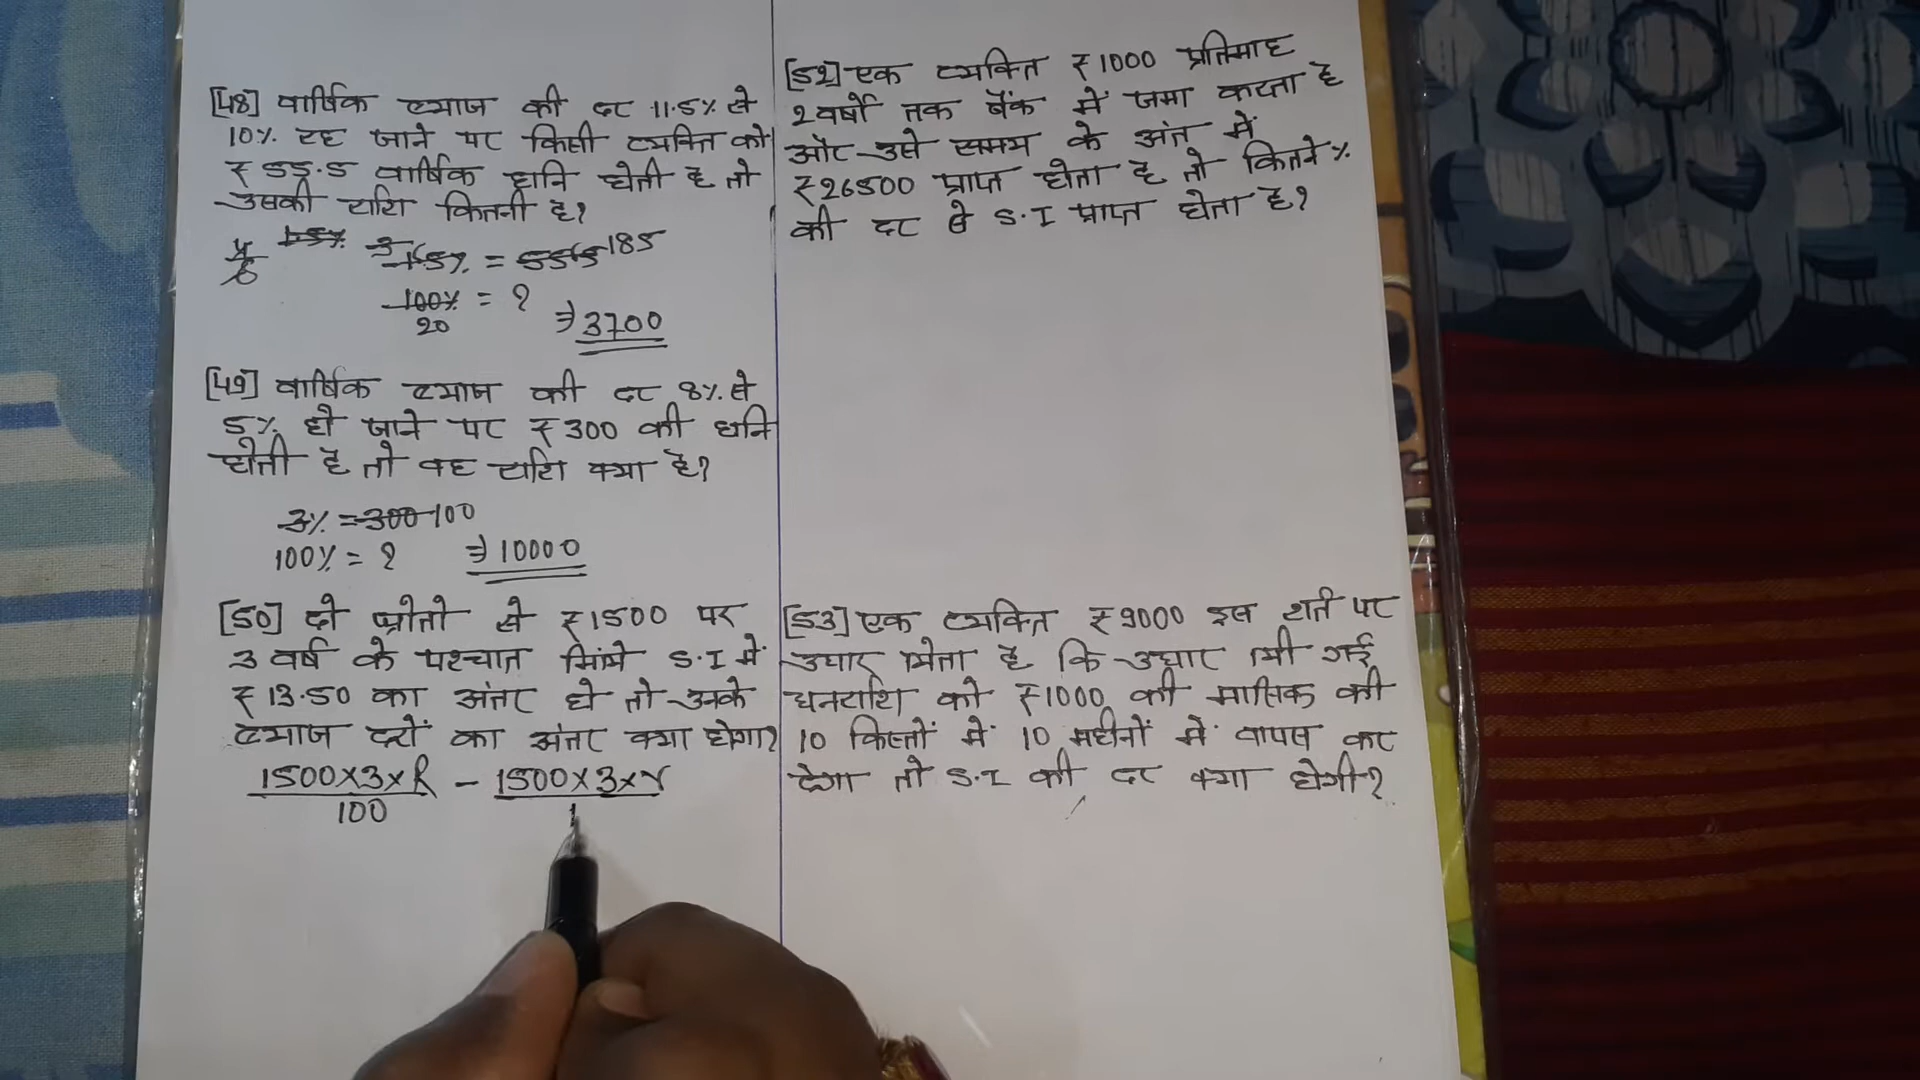 [48] वार्षिक ब्याज की दर 11.5% से
10% रह जाने पर किसी व्यक्ति को
₹ 55.5 वार्षिक हानि होती है तो
उसकी राशि कितनी है?
1.5% = 55.5 185
100% = ?
20
⇒ 3700
[49] वार्षिक ब्याज की दर 8% से
5% हो जाने पर ₹300 की हानि
होती है तो वह राशि क्या है?
3% = 300 100
100% = ? ⇒ 10000
[50] दो स्रोतो से ₹1500 पर
3 वर्ष के पश्चात मिले S.I में
₹13.50 का अंतर हो तो उनके
ब्याज दरों का अंतर क्या होगा?
1500×3×R - 1500×3×r
100 1
[52] एक व्यक्ति ₹1000 प्रतिमाह
2 वर्षों तक बैंक में जमा करता है
और उसे समय के अंत में
₹26500 प्राप्त होता है तो कितने %
की दर से S.I प्राप्त होता है?
[53] एक व्यक्ति ₹9000 इस शर्त पर
उधार लेता है कि उधार ली गई
धनराशि को ₹1000 की मासिक की
10 किस्तों में 10 महीनों में वापस कर
देगा तो S.I की दर क्या होगी?